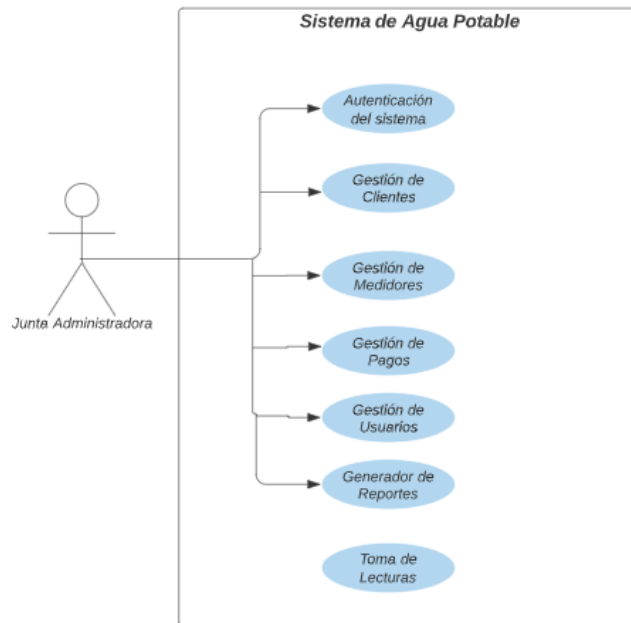 Sistema de Agua Potable
Autenticación
del sistema
Gestión de
Clientes
Gestión de
Medidores
Junta Administradora
Gestión de
Pagos
Gestión de
Usuarios
Generador de
Reportes
Toma de
Lecturas